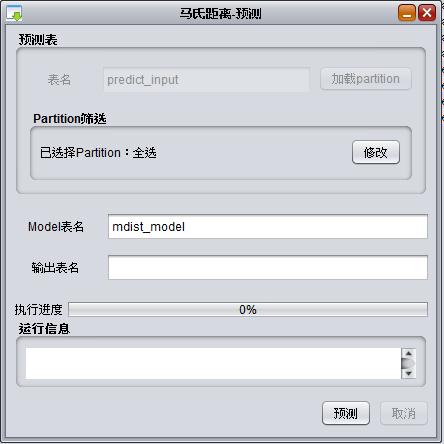 马氏距离-预测
预测表
表名 predict_input 加载partition
Partition筛选
已选择Partition：全选 修改
Model表名 mdist_model
输出表名
执行进度 0%
运行信息
预测 取消